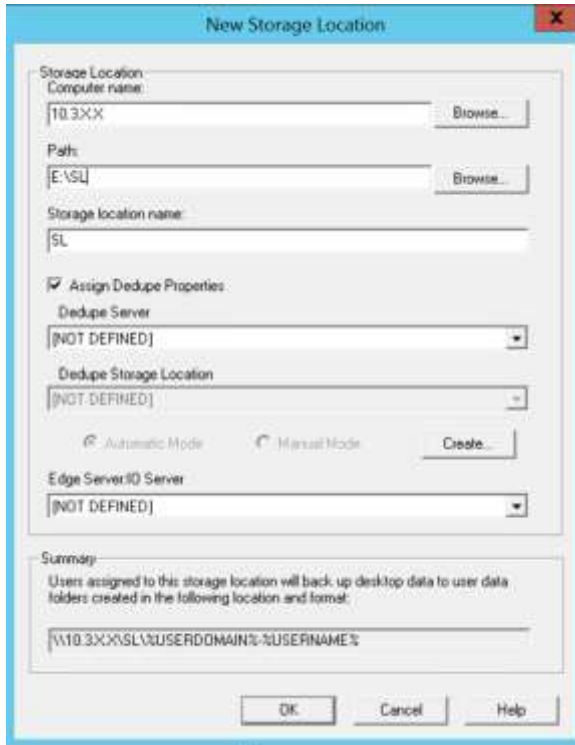 New Storage Location
x
Storage Location
Computer name:
10.3.X.X
Browse...
Path:
E:\SL
Browse...
Storage location name:
SL
Assign Dedupe Properties
Dedupe Server
[NOT DEFINED]
Dedupe Storage Location
[NOT DEFINED]
Automatic Mode
Manual Mode
Create...
Edge Server:IO Server
[NOT DEFINED]
Summary
Users assigned to this storage location will back up desktop data to user data
folders created in the following location and format:
\\10.3.X.X\SL\%USERDOMAIN%-%USERNAME%
OK
Cancel
Help